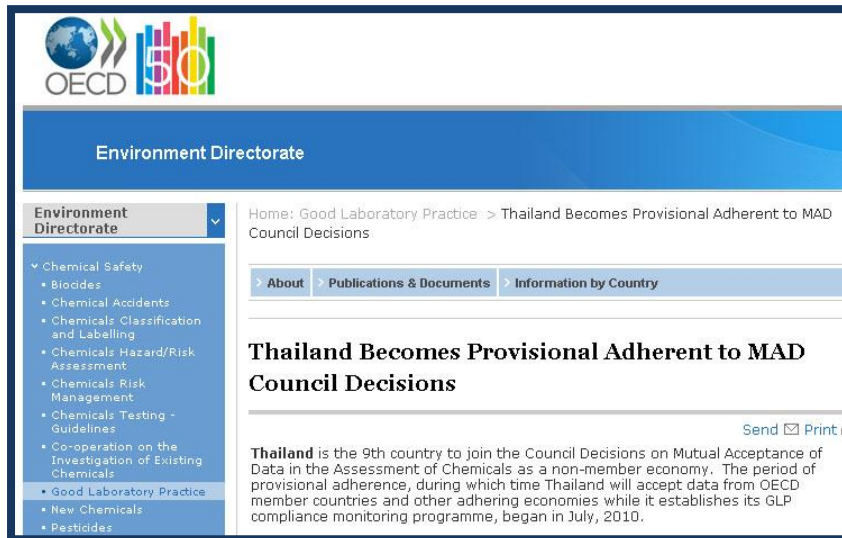 OECD
50
Environment Directorate
Environment
Directorate
Chemical Safety
Biocides
Chemical Accidents
Chemicals Classification
and Labelling
Chemicals Hazard/Risk
Assessment
Chemicals Risk
Management
Chemicals Testing -
Guidelines
Co-operation on the
Investigation of Existing
Chemicals
Good Laboratory Practice
New Chemicals
Pesticides
Home: Good Laboratory Practice > Thailand Becomes Provisional Adherent to MAD
Council Decisions
> About > Publications & Documents > Information by Country
Thailand Becomes Provisional Adherent to MAD
Council Decisions
Send Print
Thailand is the 9th country to join the Council Decisions on Mutual Acceptance of
Data in the Assessment of Chemicals as a non-member economy. The period of
provisional adherence, during which time Thailand will accept data from OECD
member countries and other adhering economies while it establishes its GLP
compliance monitoring programme, began in July, 2010.